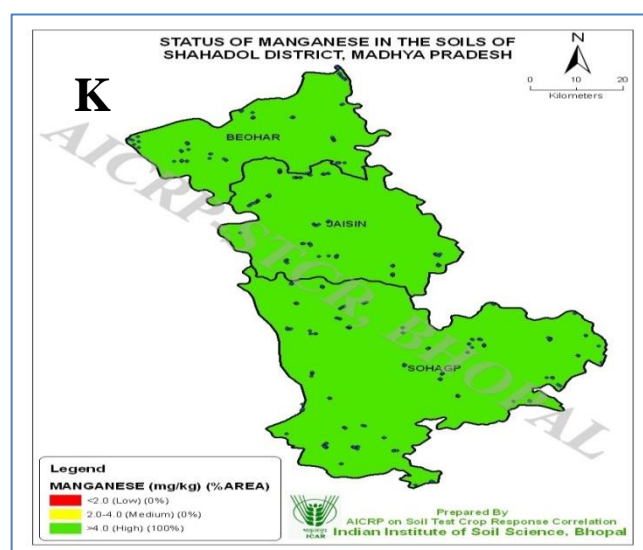 STATUS OF MANGANESE IN THE SOILS OF
SHAHADOL DISTRICT, MADHYA PRADESH
N
K
0 10 20
Kilometers
BEOHAR
JAISIN
SOHAGP
AICRP-STCR, BHOPAL
Legend
MANGANESE (mg/kg) (%AREA)
<2.0 (Low) (0%)
2.0-4.0 (Medium) (0%)
>4.0 (High) (100%)
ICAR
Prepared By
AICRP on Soil Test Crop Response Correlation
Indian Institute of Soil Science, Bhopal